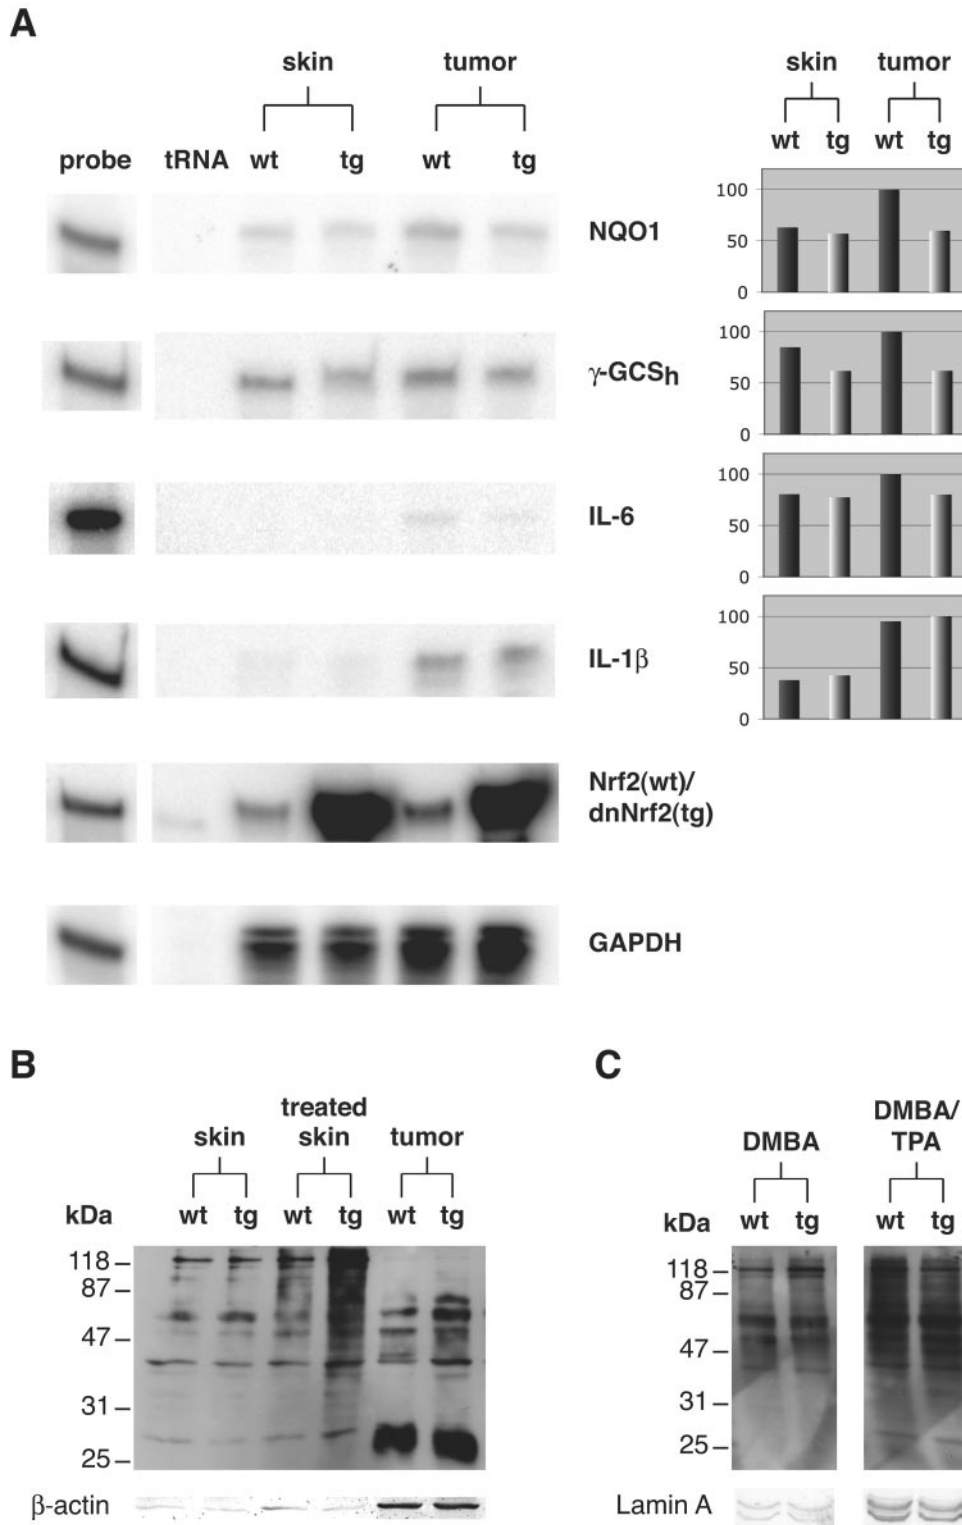 A
skin tumor skin tumor
probe tRNA wt tg wt tg wt tg wt tg
NQO1 100 50 0
γ-GCSh 100 50 0
IL-6 100 50 0
IL-1β 100 50 0
Nrf2(wt)/
dnNrf2(tg)
GAPDH
B
skin treated skin tumor
kDa wt tg wt tg wt tg
118
87
47
31
25
β-actin
C
DMBA DMBA/TPA
kDa wt tg wt tg
118
87
47
31
25
Lamin A